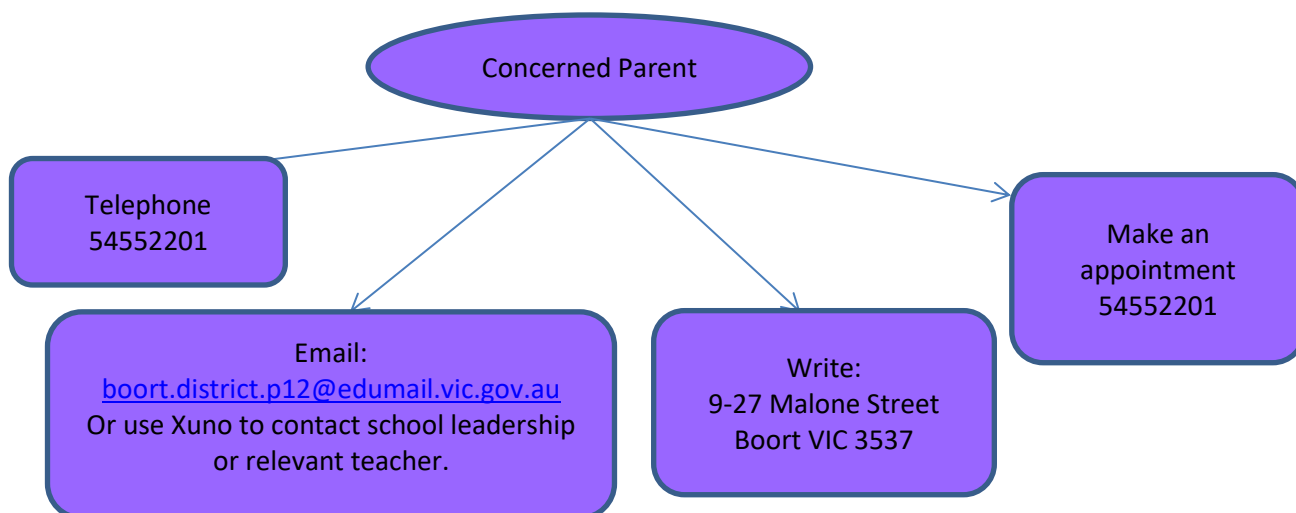 Concerned Parent
Telephone
54552201
Make an
appointment
54552201
Email:
boort.district.p12@edumail.vic.gov.au
Or use Xuno to contact school leadership
or relevant teacher.
Write:
9-27 Malone Street
Boort VIC 3537